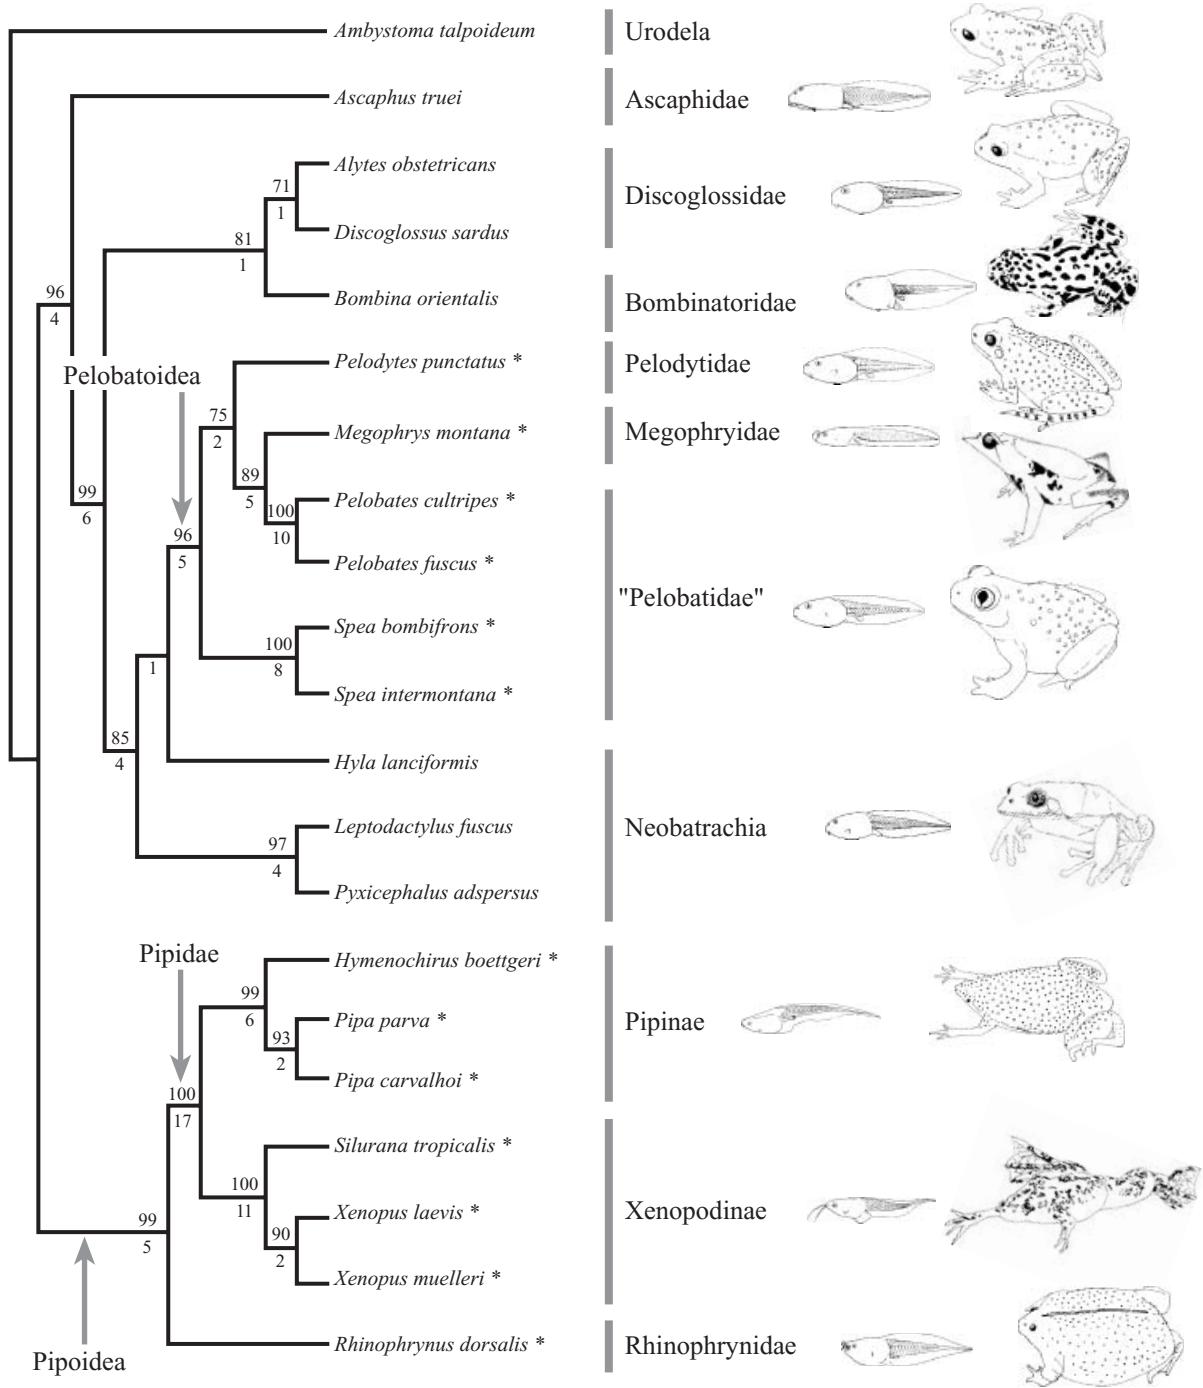 Ambystoma talpoideum
Urodela
Ascaphus truei
Ascaphidae
Alytes obstetricans
71
1
Discoglossidae
Discoglossus sardus
81
1
Bombina orientalis
Bombinatoridae
96
4
Pelodytes punctatus *
Pelodytidae
Pelobatoidea
75
2
Megophrys montana *
Megophryidae
89
5
Pelobates cultripes *
99
6
100
10
96
5
Pelobates fuscus *
"Pelobatidae"
Spea bombifrons *
100
8
1
Spea intermontana *
85
4
Hyla lanciformis
Leptodactylus fuscus
Neobatrachia
97
4
Pyxicephalus adspersus
Pipidae
Hymenochirus boettgeri *
99
6
Pipa parva *
Pipinae
93
2
Pipa carvalhoi *
100
17
Silurana tropicalis *
100
11
Xenopus laevis *
Xenopodinae
99
5
90
2
Xenopus muelleri *
Rhinophrynus dorsalis *
Rhinophrynidae
Pipoidea